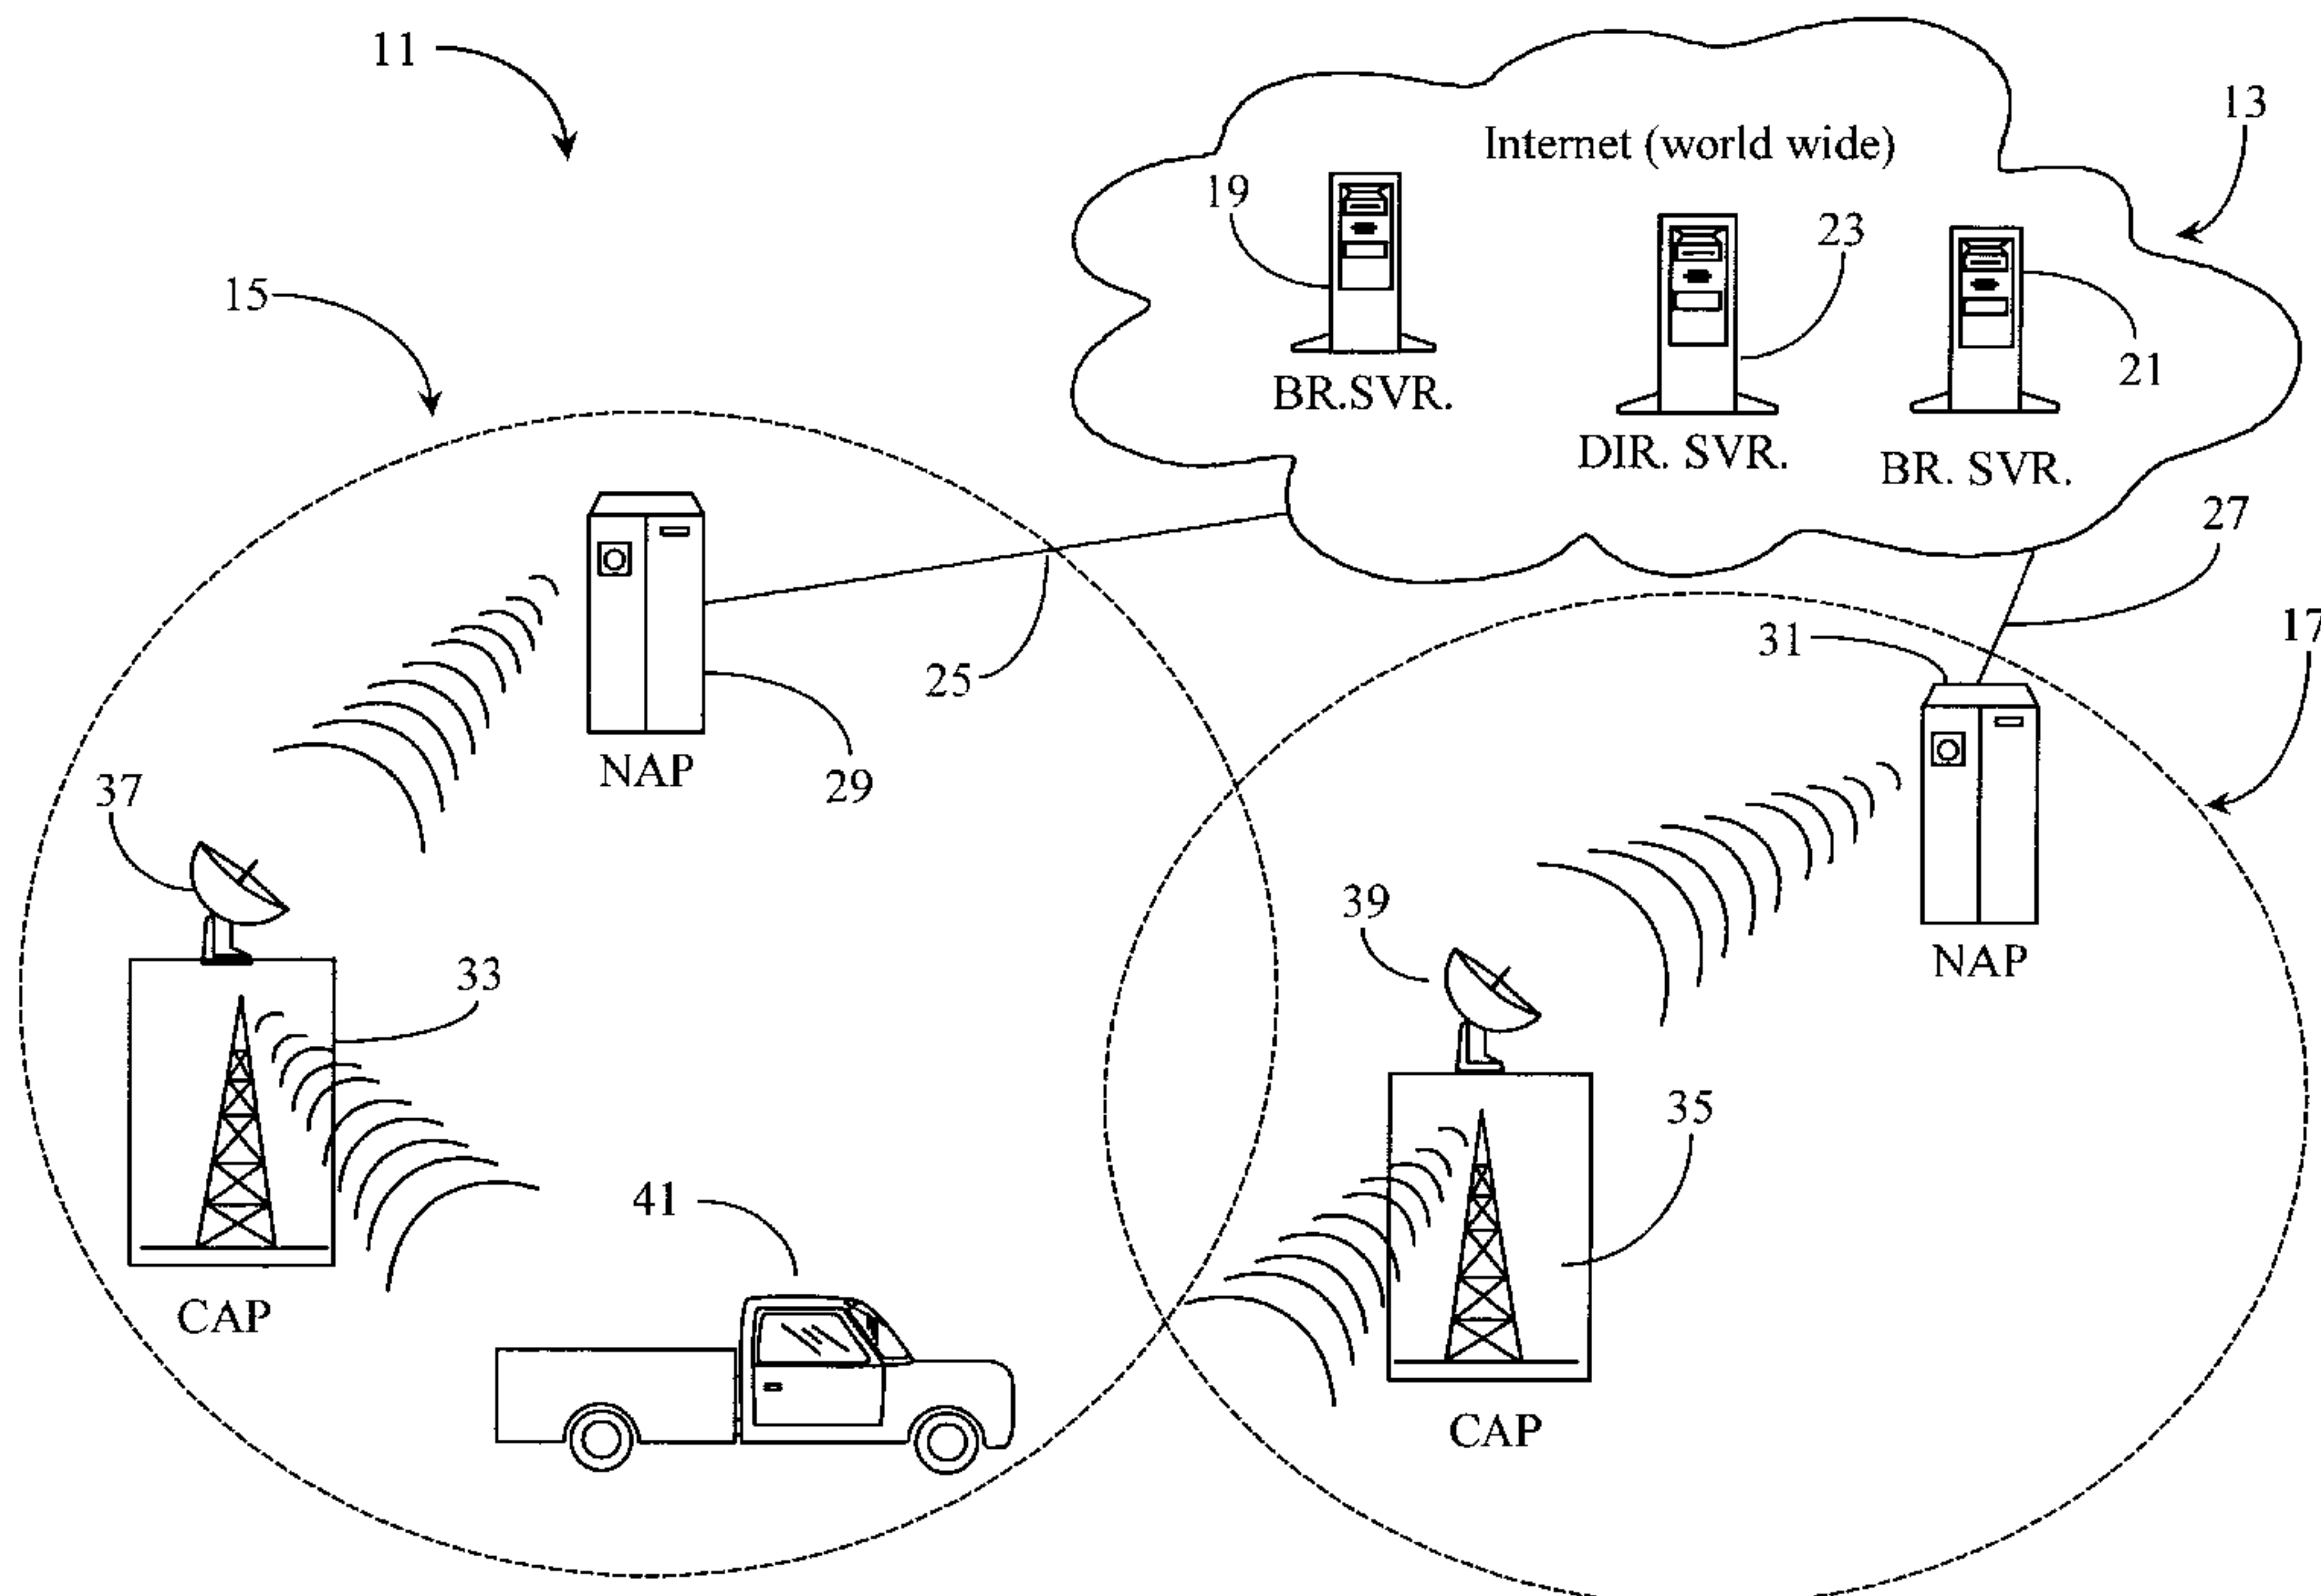 11
13
Internet (world wide)
19
23
15
21
BR.SVR.
DIR. SVR.
BR. SVR.
27
17
31
25
NAP
29
37
39
NAP
33
35
41
CAP
CAP